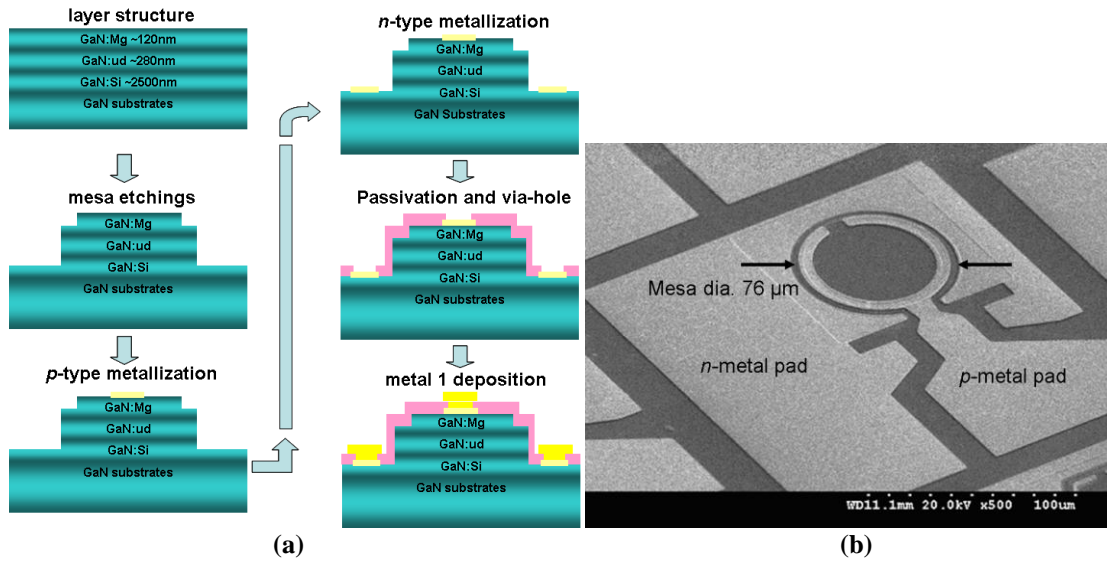 layer structure
GaN:Mg ~120nm
GaN:ud ~280nm
GaN:Si ~2500nm
GaN substrates
mesa etchings
GaN:Mg
GaN:ud
GaN:Si
GaN substrates
p-type metallization
GaN:Mg
GaN:ud
GaN:Si
GaN substrates
n-type metallization
GaN:Mg
GaN:ud
GaN:Si
GaN Substrates
Passivation and via-hole
GaN:Mg
GaN:ud
GaN:Si
GaN substrates
metal 1 deposition
GaN:Mg
GaN:ud
GaN:Si
GaN substrates
(a)
Mesa dia. 76 µm
n-metal pad
p-metal pad
WD11.1mm 20.0kV x500 100um
(b)